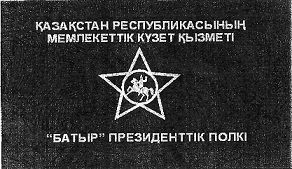 ҚАЗАҚСТАН РЕСПУБЛИКАСЫНЫҢ
МЕМЛЕКЕТТІК КҮЗЕТ ҚЫЗМЕТІ
“БАТЫР” ПРЕЗИДЕНТТІК ПОЛКІ